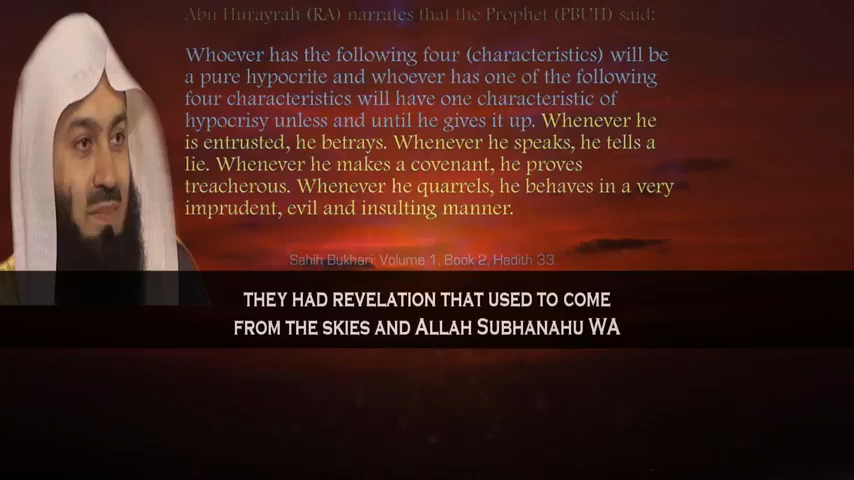 Abu Hurayrah (RA) narrates that the Prophet (PBUH) said:
Whoever has the following four (characteristics) will be
a pure hypocrite and whoever has one of the following
four characteristics will have one characteristic of
hypocrisy unless and until he gives it up. Whenever he
is entrusted, he betrays. Whenever he speaks, he tells a
lie. Whenever he makes a covenant, he proves
treacherous. Whenever he quarrels, he behaves in a very
imprudent, evil and insulting manner.
Sahih Bukhari: Volume 1, Book 2, Hadith 33
THEY HAD REVELATION THAT USED TO COME
FROM THE SKIES AND ALLAH SUBHANAHU WA